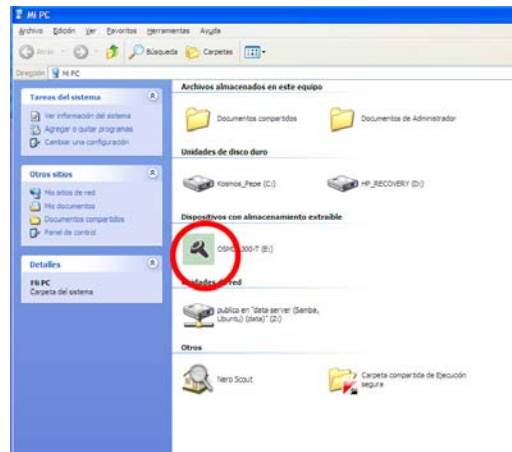 Mi PC
Archivo Edición Ver Favoritos Herramientas Ayuda
Atrás Búsqueda Carpetas
Dirección Mi PC
Tareas del sistema
Ver información del sistema
Agregar o quitar programas
Cambiar una configuración
Otros sitios
Mis sitios de red
Mis documentos
Documentos compartidos
Panel de control
Detalles
Mi PC
Carpeta del sistema
Archivos almacenados en este equipo
Documentos compartidos
Documentos de Administrador
Unidades de disco duro
Kosmos_Pepe (C:)
HP_RECOVERY (D:)
Dispositivos con almacenamiento extraíble
300-T (E:)
Unidades de red
publico en "data server (Samba,
Ubuntu) (data)" (Z:)
Otros
Nero Scout
Carpeta compartida de Ejecución
segura